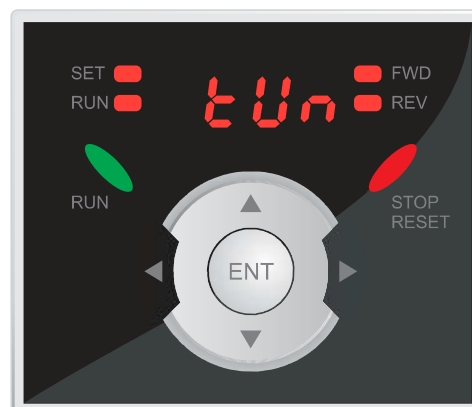 SET
tUn
FWD
RUN
REV
RUN
STOP
RESET
ENT